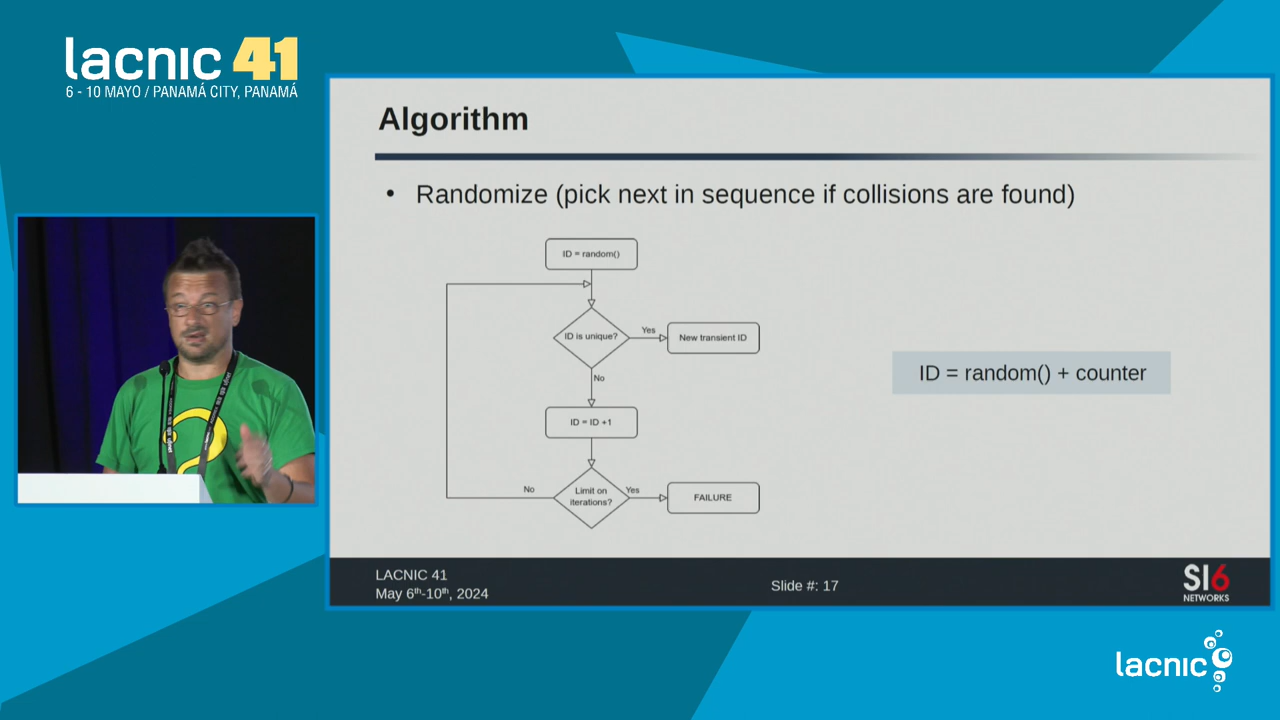 lacnic 41
6 - 10 MAYO / PANAMÁ CITY, PANAMÁ
Algorithm
• Randomize (pick next in sequence if collisions are found)
ID = random()
ID is unique?
Yes
New transient ID
No
ID = ID +1
Limit on
iterations?
No
Yes
FAILURE
ID = random() + counter
LACNIC 41
May 6th-10th, 2024
Slide #: 17
SI6
NETWORKS
lacnic